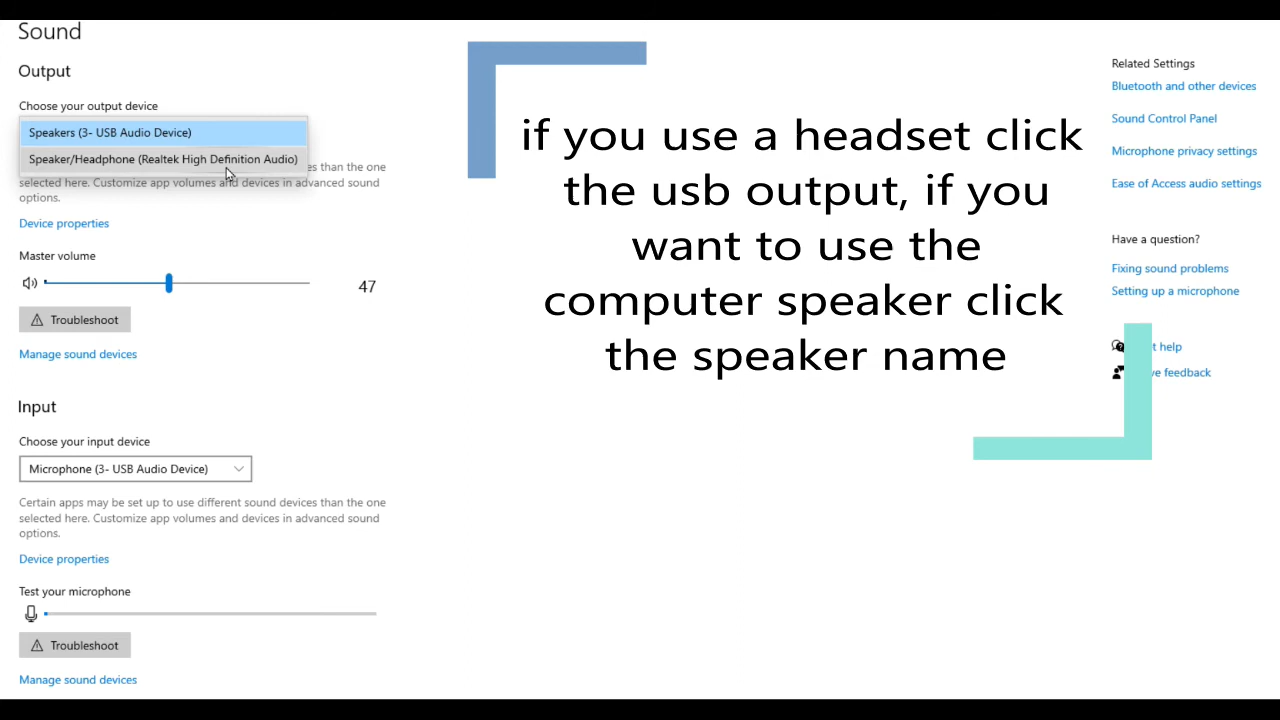 Sound
Output
Choose your output device
Speakers (3- USB Audio Device)
Speaker/Headphone (Realtek High Definition Audio)
es than the one
selected here. Customize app volumes and devices in advanced sound
options.
Device properties
Master volume
47
Troubleshoot
Manage sound devices
Input
Choose your input device
Microphone (3- USB Audio Device)
Certain apps may be set up to use different sound devices than the one
selected here. Customize app volumes and devices in advanced sound
options.
Device properties
Test your microphone
Troubleshoot
Manage sound devices
if you use a headset click
the usb output, if you
want to use the
computer speaker click
the speaker name
Related Settings
Bluetooth and other devices
Sound Control Panel
Microphone privacy settings
Ease of Access audio settings
Have a question?
Fixing sound problems
Setting up a microphone
help
feedback